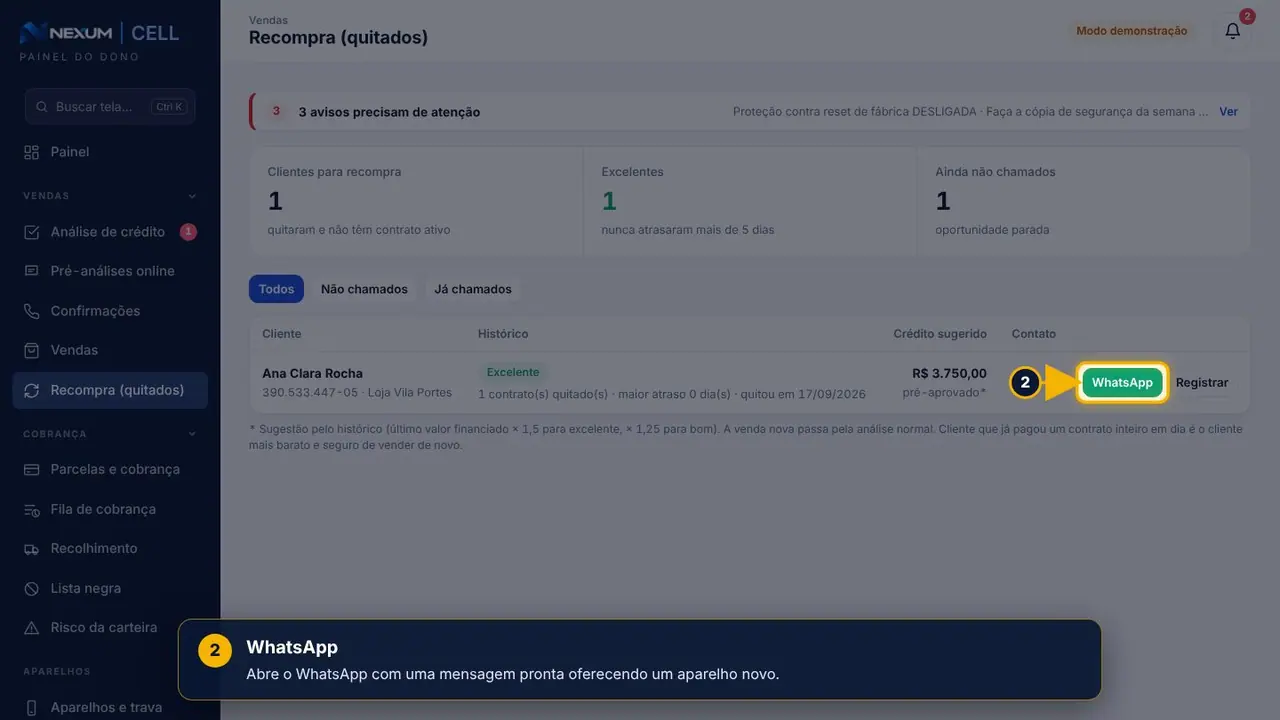 NEXUM | CELL
PAINEL DO DONO
Buscar tela... Ctrl K
Painel
VENDAS
Análise de crédito 1
Pré-análises online
Confirmações
Vendas
Recompra (quitados)
COBRANÇA
Parcelas e cobrança
Fila de cobrança
Recolhimento
Lista negra
Risco da carteira
APARELHOS
Aparelhos e trava
Vendas
Recompra (quitados)
Modo demonstração
2
3 3 avisos precisam de atenção
Proteção contra reset de fábrica DESLIGADA · Faça a cópia de segurança da semana ... Ver
Clientes para recompra
1
quitaram e não têm contrato ativo
Excelentes
1
nunca atrasaram mais de 5 dias
Ainda não chamados
1
oportunidade parada
Todos Não chamados Já chamados
Cliente Histórico Crédito sugerido Contato
Ana Clara Rocha
390.533.447-05 · Loja Vila Portes
Excelente
1 contrato(s) quitado(s) · maior atraso 0 dia(s) · quitou em 17/09/2026
R$ 3.750,00
pré-aprovado*
2 WhatsApp Registrar
* Sugestão pelo histórico (último valor financiado × 1,5 para excelente, × 1,25 para bom). A venda nova passa pela análise normal. Cliente que já pagou um contrato inteiro em dia é o cliente
mais barato e seguro de vender de novo.
2 WhatsApp
Abre o WhatsApp com uma mensagem pronta oferecendo um aparelho novo.